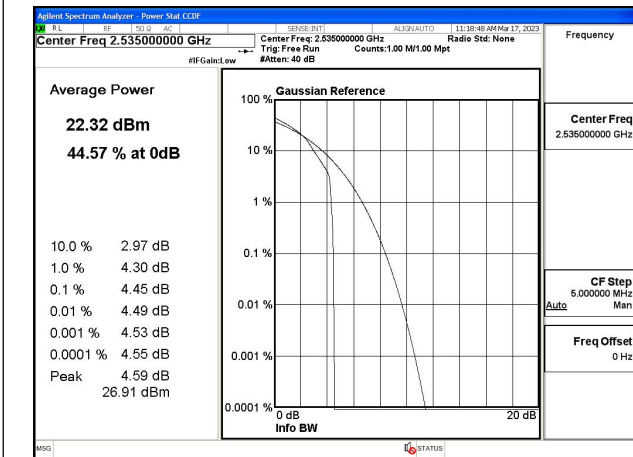 Agilent Spectrum Analyzer - Power Stat CCDF
RL RF 50 Ω AC SENSE:INT ALIGN AUTO 11:18:48 AM Mar 17, 2023
Center Freq 2.535000000 GHz
Center Freq: 2.535000000 GHz Radio Std: None
Trig: Free Run Counts:1.00 M/1.00 Mpt
#IFGain:Low #Atten: 40 dB
Frequency
Average Power
22.32 dBm
44.57 % at 0dB
10.0 % 2.97 dB
1.0 % 4.30 dB
0.1 % 4.45 dB
0.01 % 4.49 dB
0.001 % 4.53 dB
0.0001 % 4.55 dB
Peak 4.59 dB
26.91 dBm
Gaussian Reference
100 %
10 %
1 %
0.1 %
0.01 %
0.001 %
0.0001 %
0 dB 20 dB
Info BW
Center Freq
2.535000000 GHz
CF Step
5.000000 MHz
Auto Man
Freq Offset
0 Hz
MSG STATUS